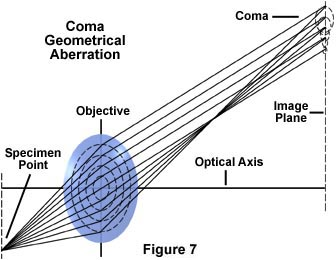 Coma
Geometrical
Aberration
Coma
Objective
Image
Plane
Specimen
Point
Optical Axis
Figure 7